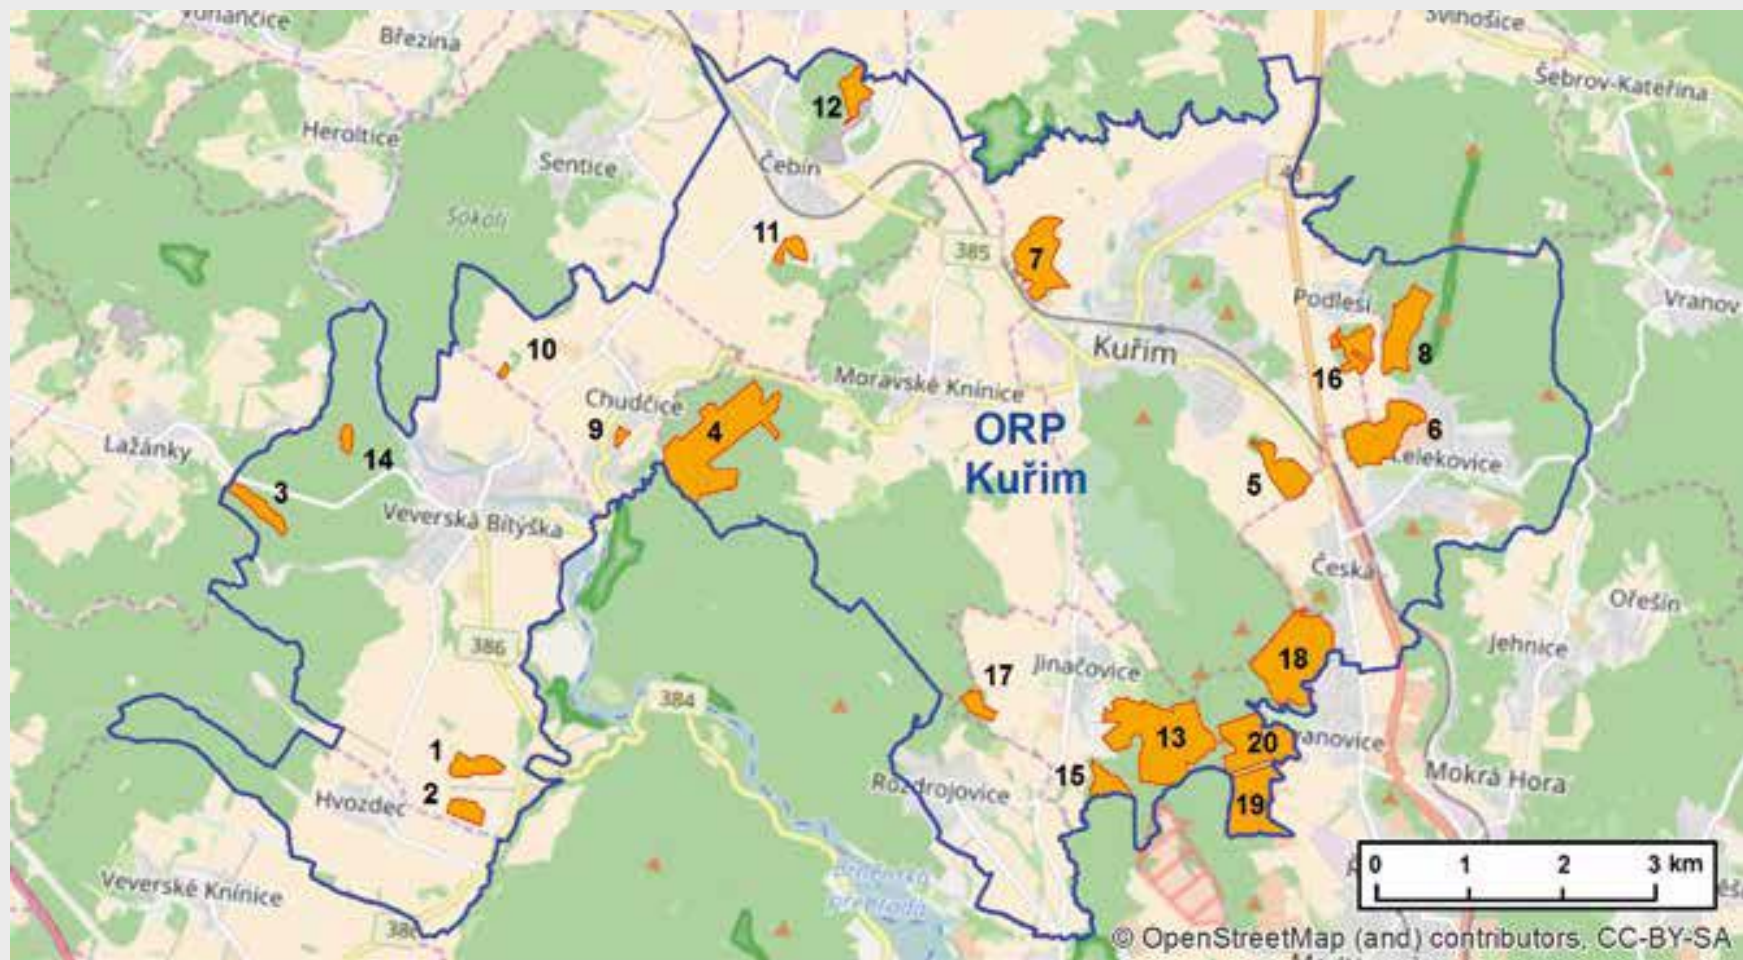 Březina
Šebrov-Kateřina
Heroltice
12
Sentice
Čebín
43
Sokolí
11
385
7
Podlesí
Vranov
10
Kuřim
8
16
Moravské Knínice
Chudčice
9
4
ORP
Kuřim
6
Lelekovice
Lažánky
14
5
3
Veverská Bítýška
Česká
Ořešín
386
Jehnice
18
Jinačovice
17
384
13
20
1
Mokrá Hora
15
2
Hvozdec
Rozdrojovice
19
Veverské Knínice
Brněnská
přehrada
0 1 2 3 km
386
© OpenStreetMap (and) contributors, CC-BY-SA